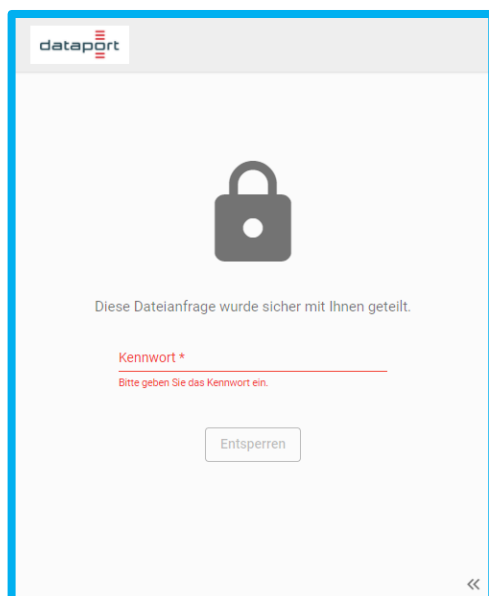 dataport
Diese Dateianfrage wurde sicher mit Ihnen geteilt.
Kennwort *
Bitte geben Sie das Kennwort ein.
Entsperren